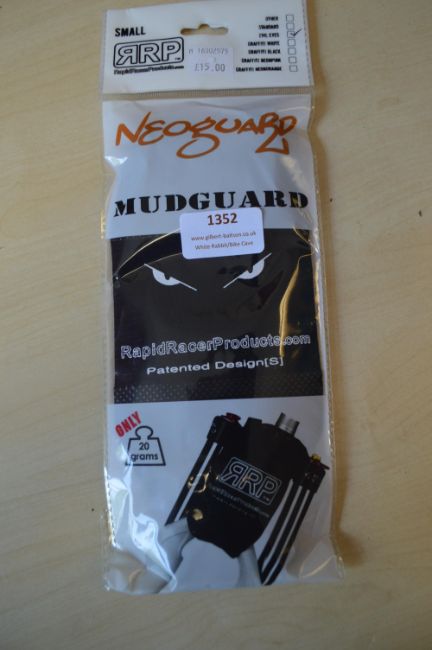 SMALL
RRP
RapidRacerProducts.com
£15.00
OTHER
STANDARD
EVIL EYES
GRAFFITI WHITE
GRAFFITI BLACK
NEOGUARD
MUDGUARD
1352
www.gilbert-baitson.co.uk
White Rabbit/Bike Cave
RapidRacerProducts.com
Patented Design[S]
ONLY
20
grams
RRP